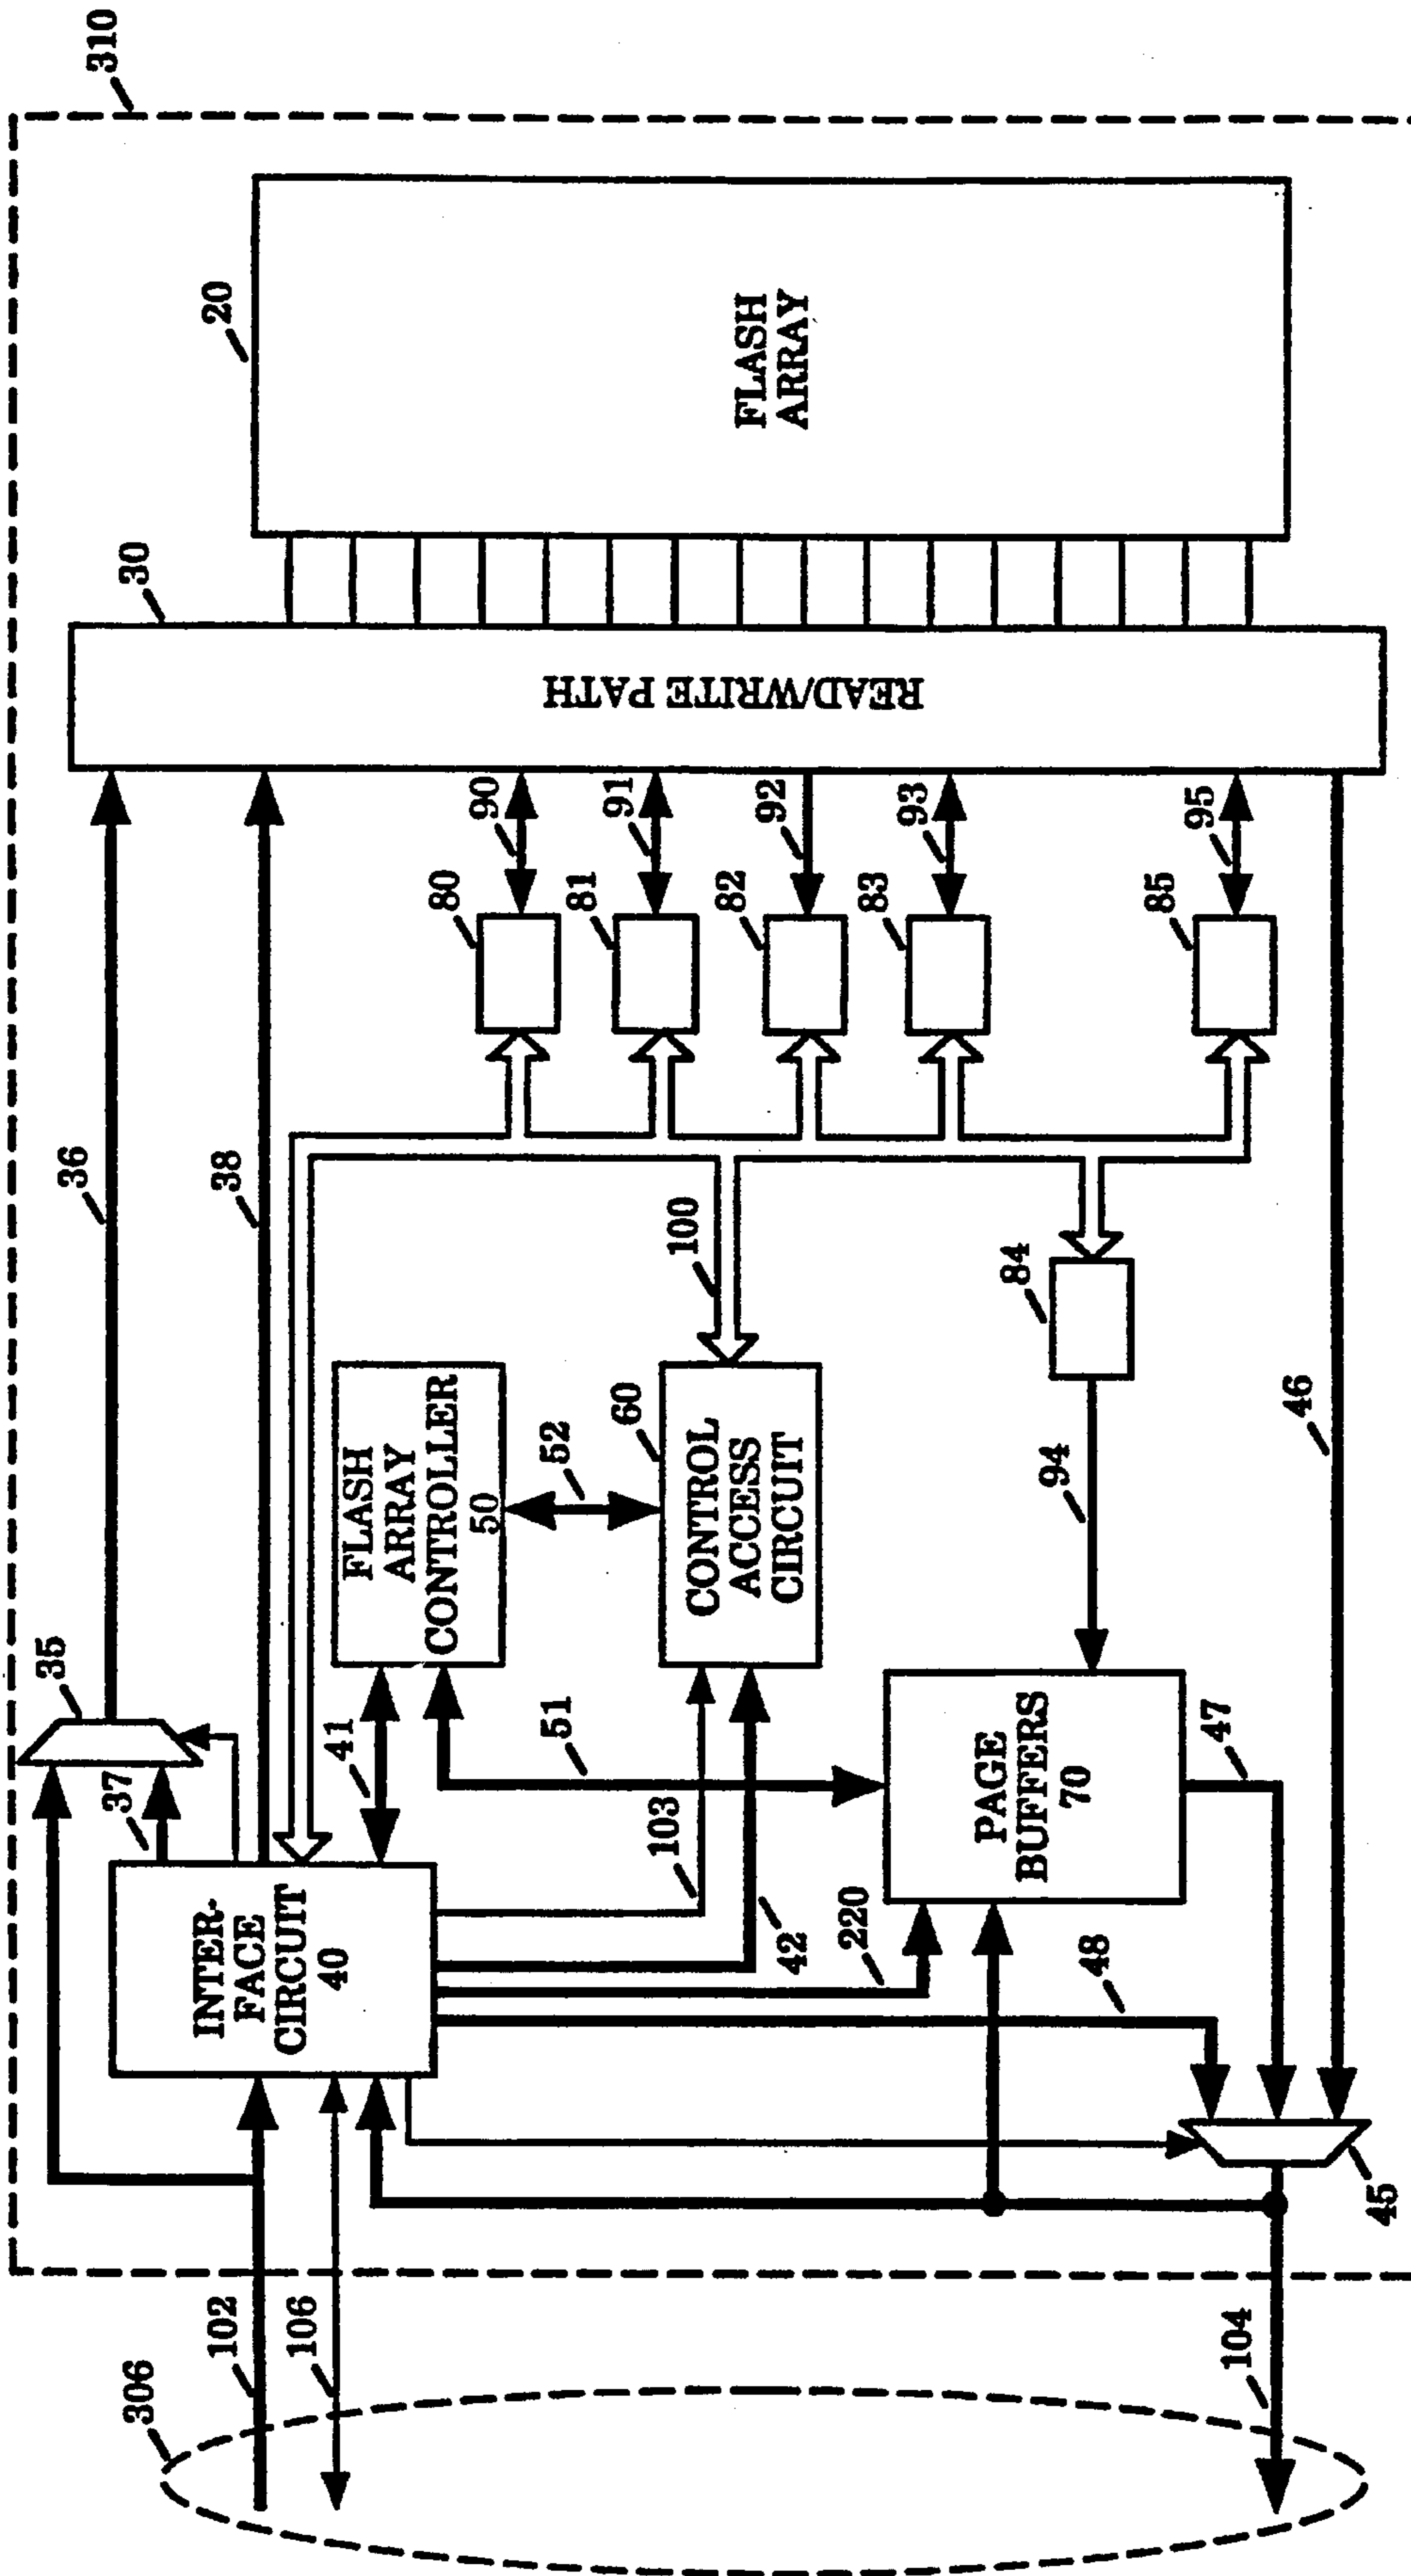 310
20
FLASH
ARRAY
30
READ/WRITE PATH
36
38
90
91
92
93
95
80
81
82
83
85
100
84
46
FLASH
ARRAY
CONTROLLER
50
52
60
CONTROL
ACCESS
CIRCUIT
94
35
37
41
51
103
42
PAGE
BUFFERS
70
47
INTER-
FACE
CIRCUIT
40
220
48
45
102
106
104
306